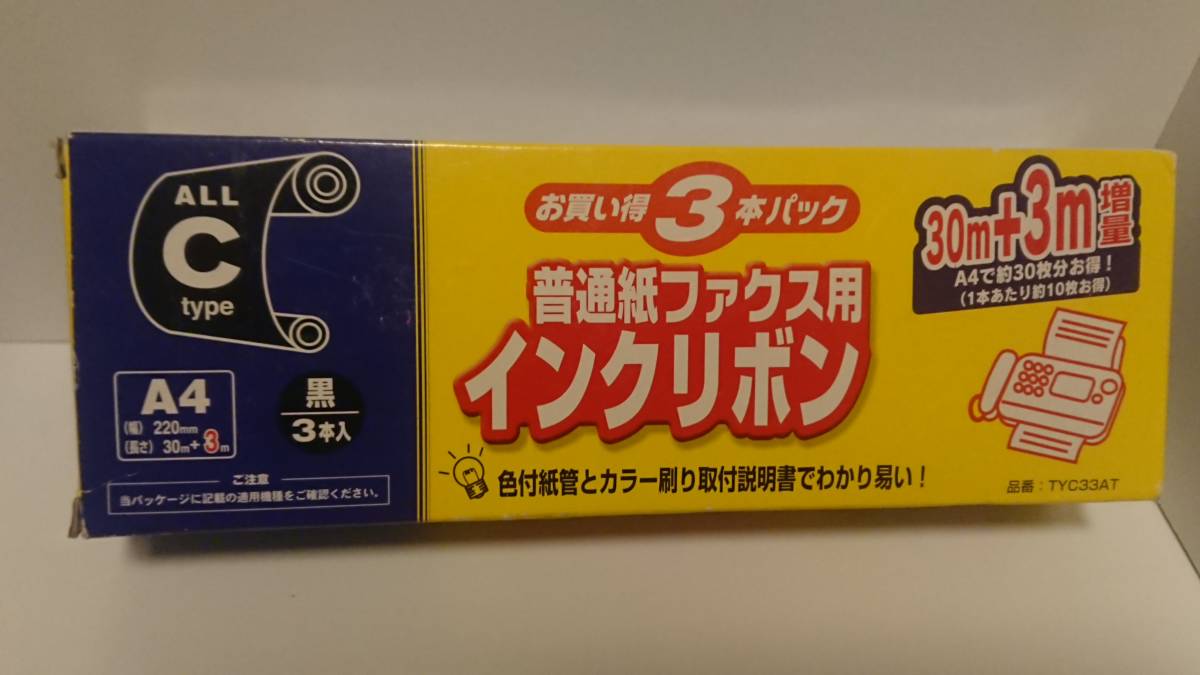 ALL
C
type
A4
(幅) 220mm
(長さ) 30m+3m
黒
3本入
ご注意
当パッケージに記載の適用機種をご確認ください。
お買い得3本パック
普通紙ファクス用
インクリボン
色付紙管とカラー刷り取付説明書でわかり易い!
30m+3m増量
A4で約30枚分お得!
(1本あたり約10枚お得)
品番:TYC33AT